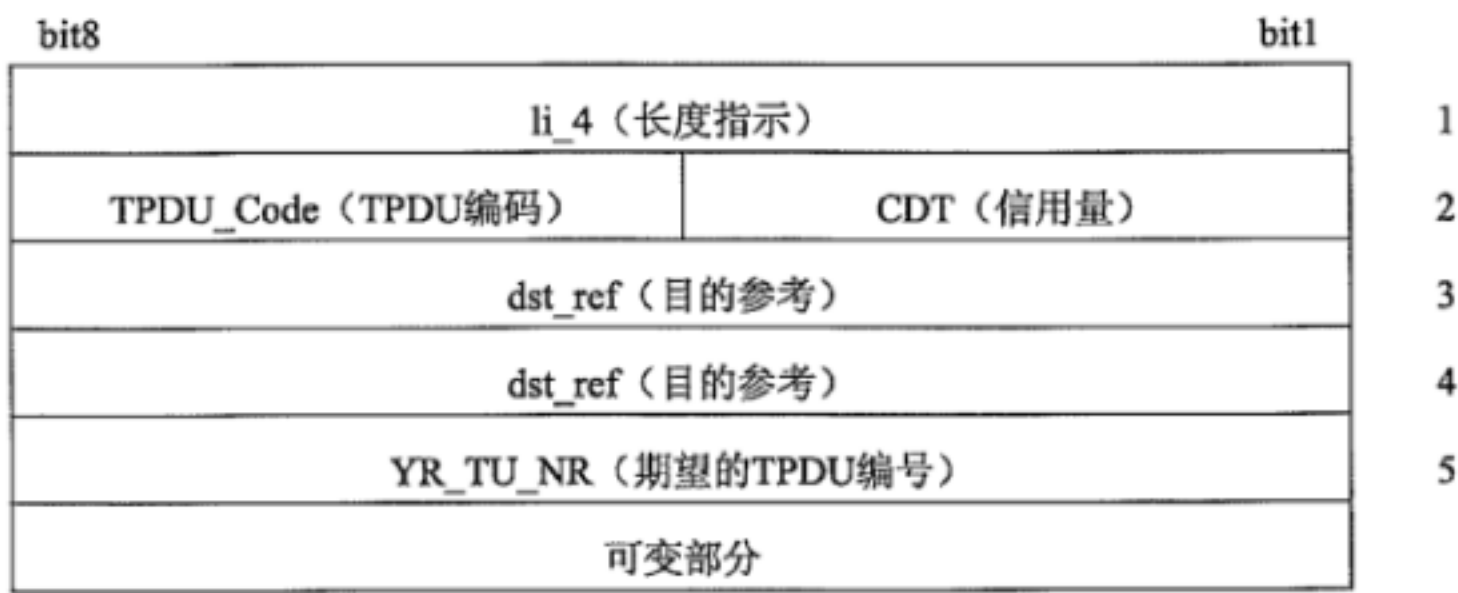 bit8 bit1
li_4（长度指示） 1
TPDU_Code（TPDU编码） CDT（信用量） 2
dst_ref（目的参考） 3
dst_ref（目的参考） 4
YR_TU_NR（期望的TPDU编号） 5
可变部分